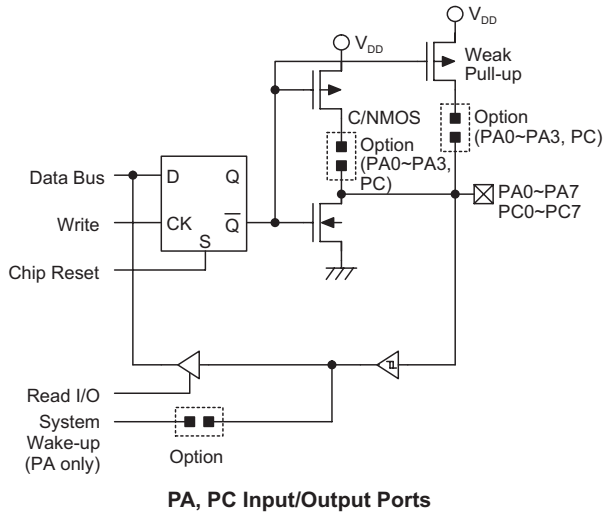 VDD
VDD
Weak
Pull-up
C/NMOS
Option
(PA0~PA3,
PC)
Option
(PA0~PA3, PC)
Data Bus
D
Q
Write
CK
Q
S
Chip Reset
PA0~PA7
PC0~PC7
Read I/O
System
Wake-up
(PA only)
Option
PA, PC Input/Output Ports